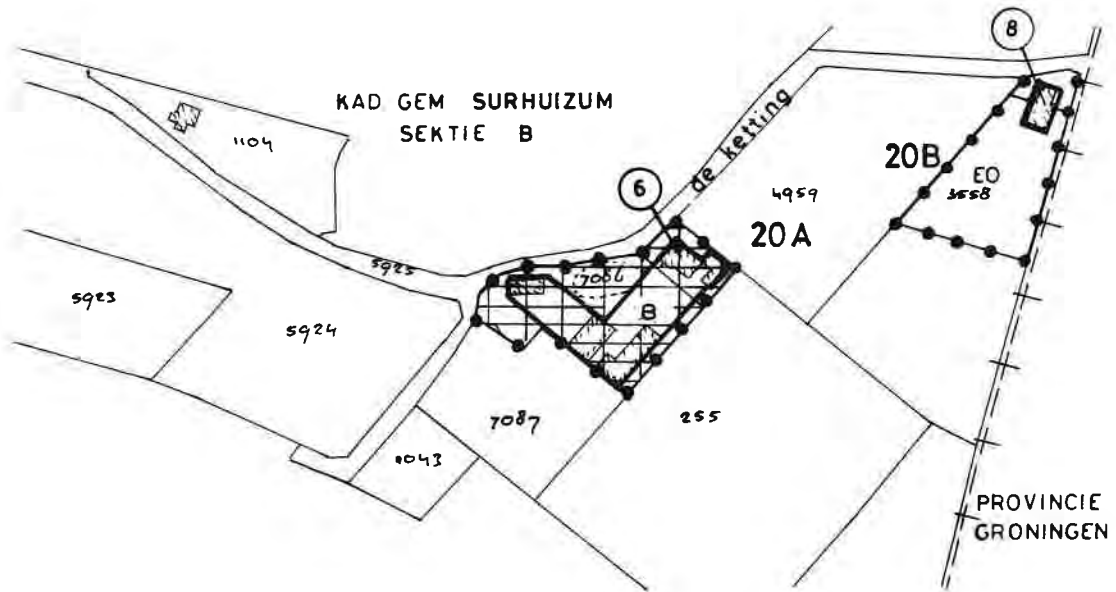 8
KAD GEM SURHUIZUM
SEKTIE B
1104
de ketting
20B
EO
3558
6
4959
20A
5923
5925
7086
B
5924
7087
255
1043
PROVINCIE
GRONINGEN